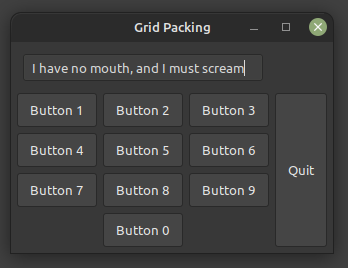 Grid Packing
I have no mouth, and I must scream
Button 1 Button 2 Button 3
Button 4 Button 5 Button 6
Quit
Button 7 Button 8 Button 9
Button 0